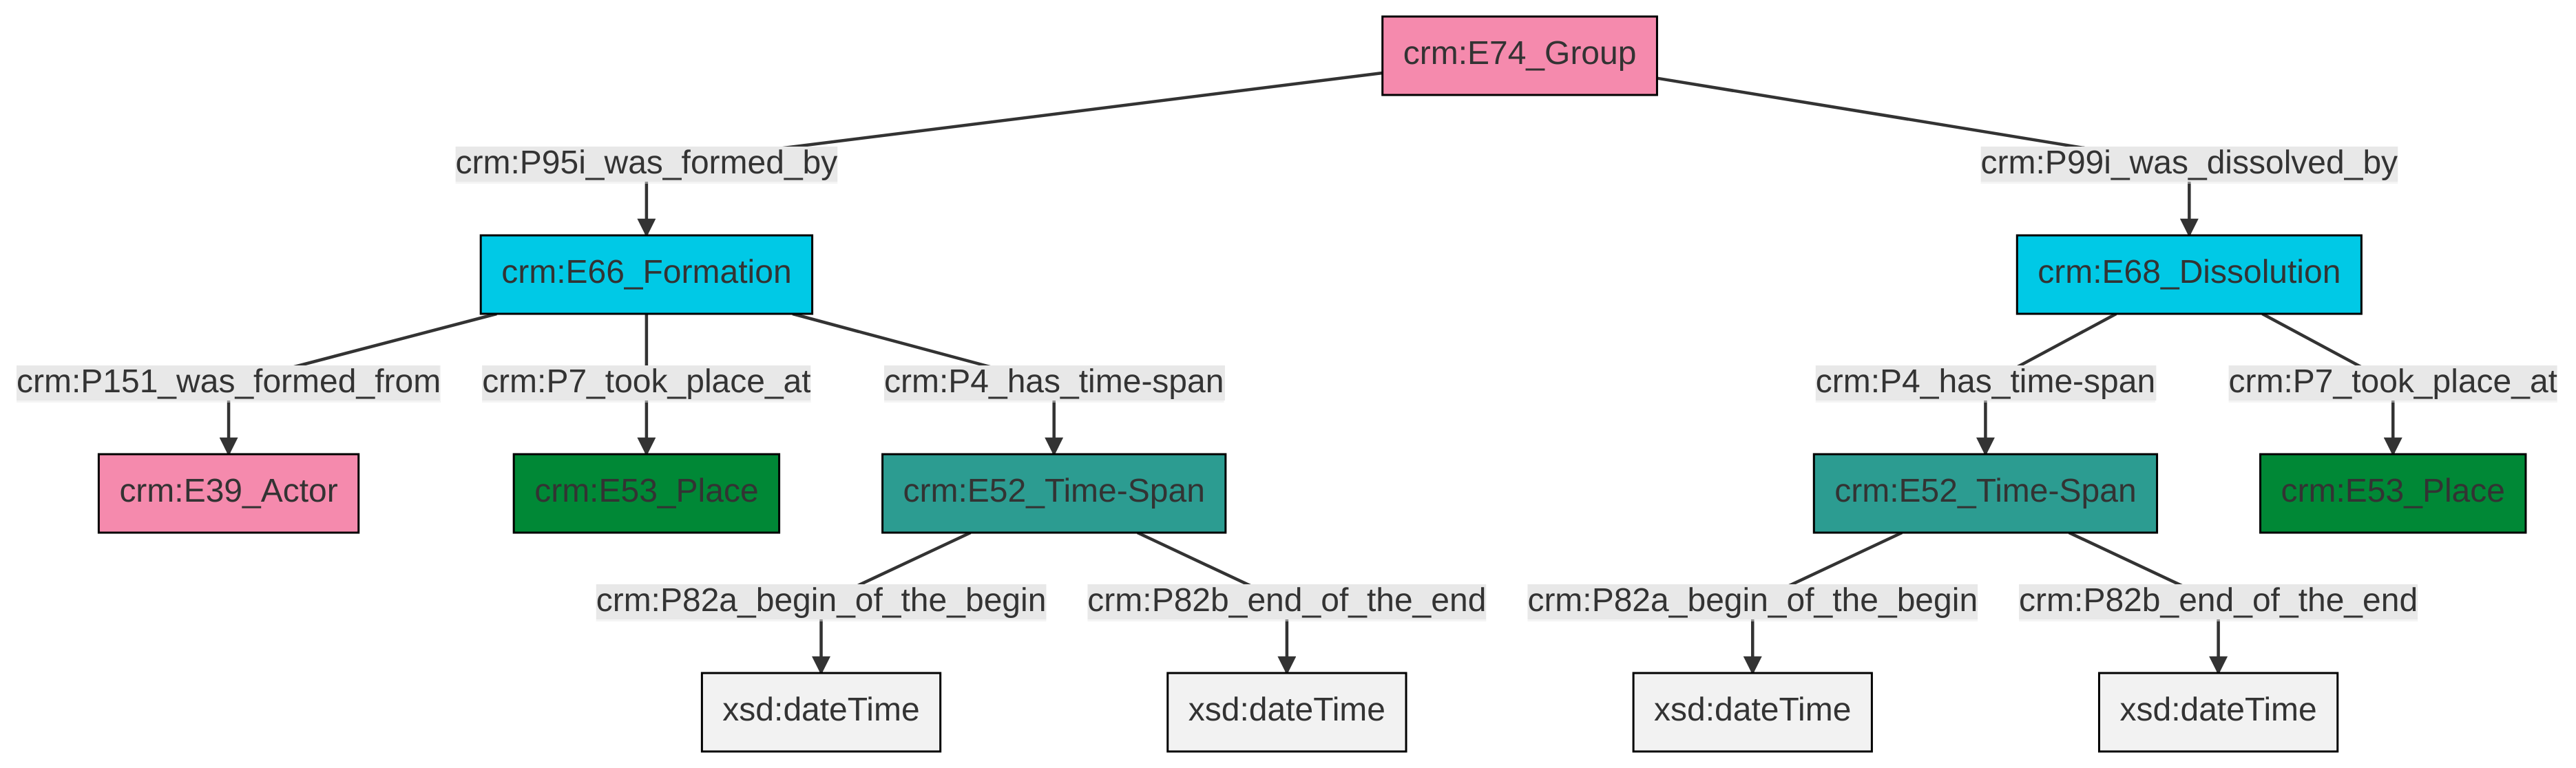 crm:E74_Group
crm:P95i_was_formed_by
crm:P99i_was_dissolved_by
crm:E66_Formation
crm:E68_Dissolution
crm:P151_was_formed_from
crm:P7_took_place_at
crm:P4_has_time-span
crm:P4_has_time-span
crm:P7_took_place_at
crm:E39_Actor
crm:E53_Place
crm:E52_Time-Span
crm:E52_Time-Span
crm:E53_Place
crm:P82a_begin_of_the_begin
crm:P82b_end_of_the_end
crm:P82a_begin_of_the_begin
crm:P82b_end_of_the_end
xsd:dateTime
xsd:dateTime
xsd:dateTime
xsd:dateTime